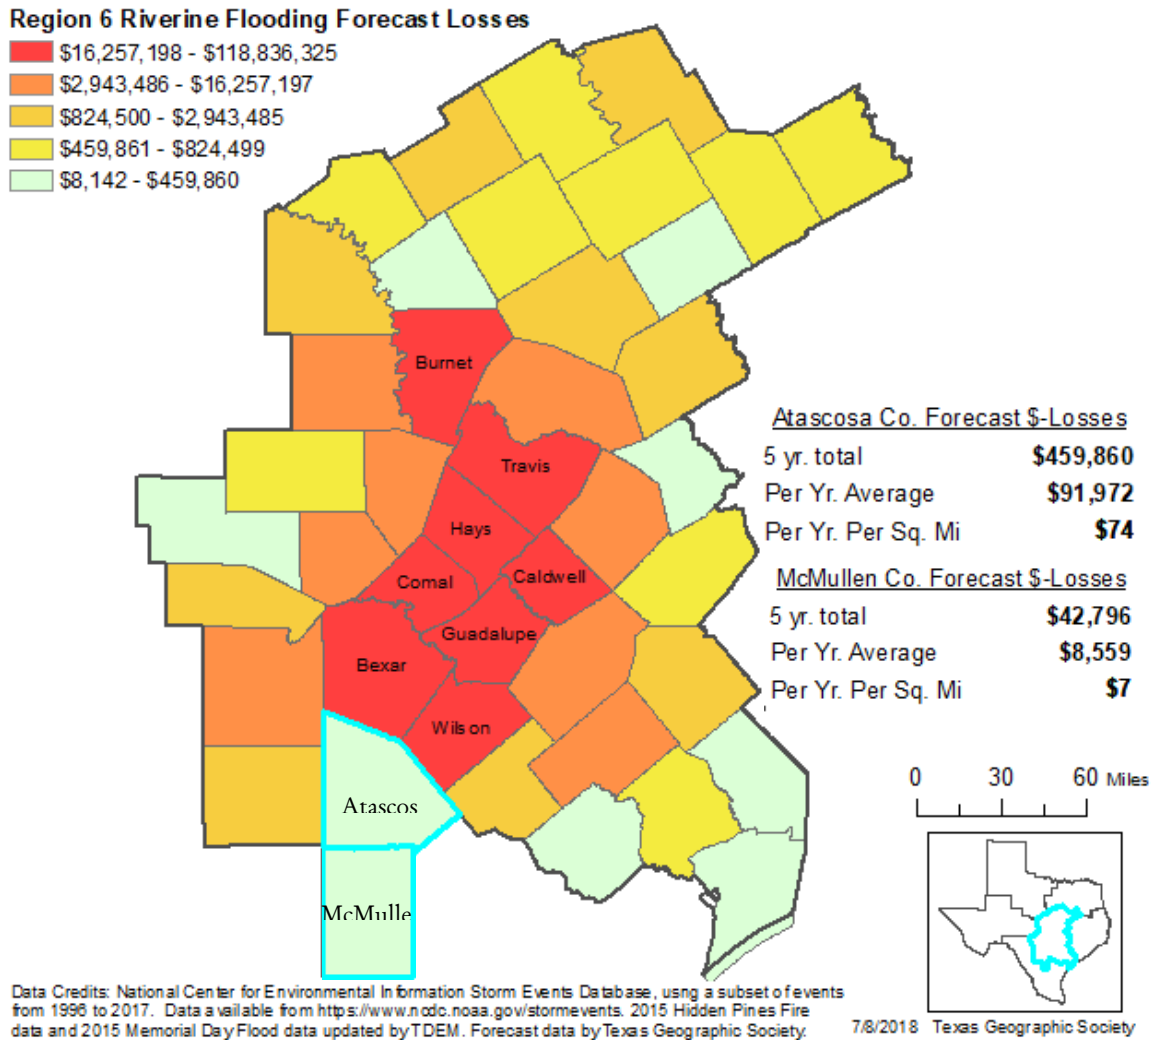 Region 6 Riverine Flooding Forecast Losses
$16,257,198 - $118,836,325
$2,943,486 - $16,257,197
$824,500 - $2,943,485
$459,861 - $824,499
$8,142 - $459,860
Burnet
Travis
Hays
Comal
Caldwell
Guadalupe
Bexar
Wilson
Atascos
McMulle
Atascosa Co. Forecast $-Losses
5 yr. total $459,860
Per Yr. Average $91,972
Per Yr. Per Sq. Mi $74
McMullen Co. Forecast $-Losses
5 yr. total $42,796
Per Yr. Average $8,559
Per Yr. Per Sq. Mi $7
0 30 60 Miles
Data Credits: National Center for Environmental Information Storm Events Database, usng a subset of events
from 1996 to 2017. Data available from https://www.ncdc.noaa.gov/stormevents. 2015 Hidden Pines Fire
data and 2015 Memorial Day Flood data updated by TDEM. Forecast data by Texas Geographic Society.
7/8/2018 Texas Geographic Society